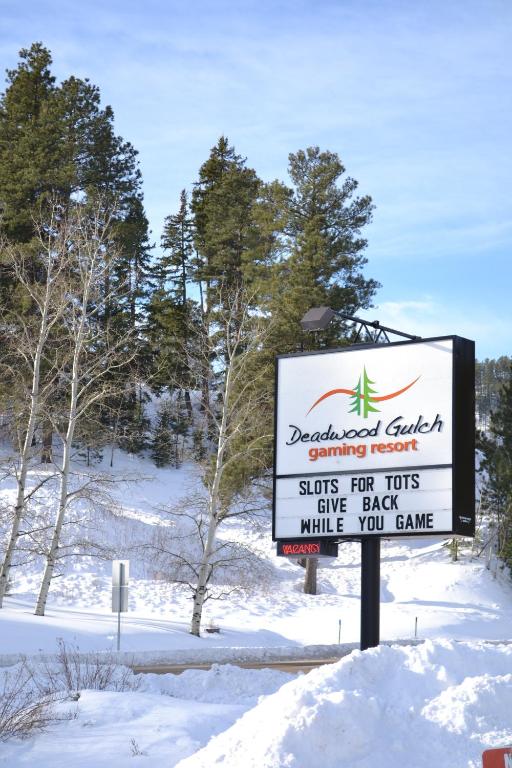 Deadwood Gulch
gaming resort
SLOTS FOR TOTS
GIVE BACK
WHILE YOU GAME
VACANCY